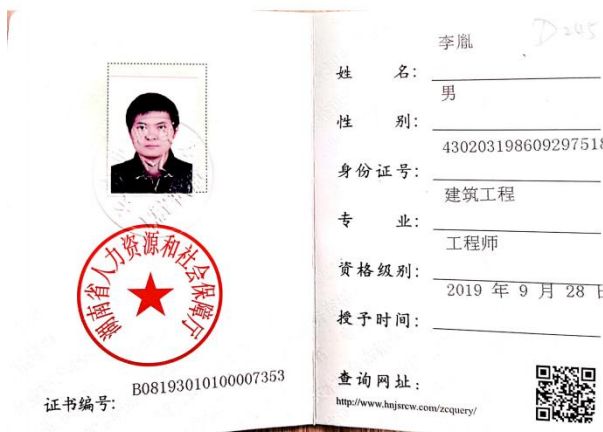 湖南省人力资源和社会保障厅
证书编号: B08193010100007353
D245
姓 名: 李胤
性 别: 男
身份证号: 430203198609297518
专 业: 建筑工程
资格级别: 工程师
授予时间: 2019 年 9 月 28 日
查询网址:
http://www.hnjsrcw.com/zcquery/